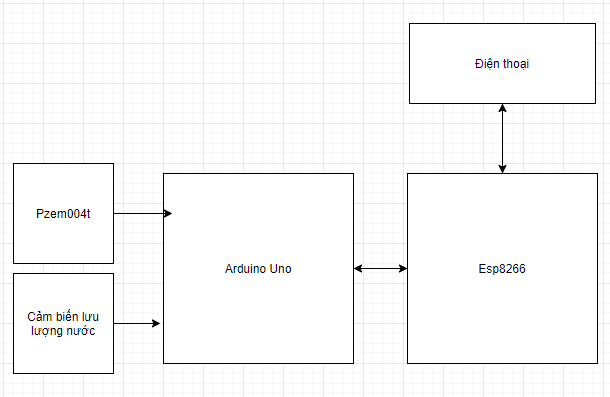 Điện thoại
Pzem004t
Arduino Uno
Esp8266
Cảm biến lưu
lượng nước